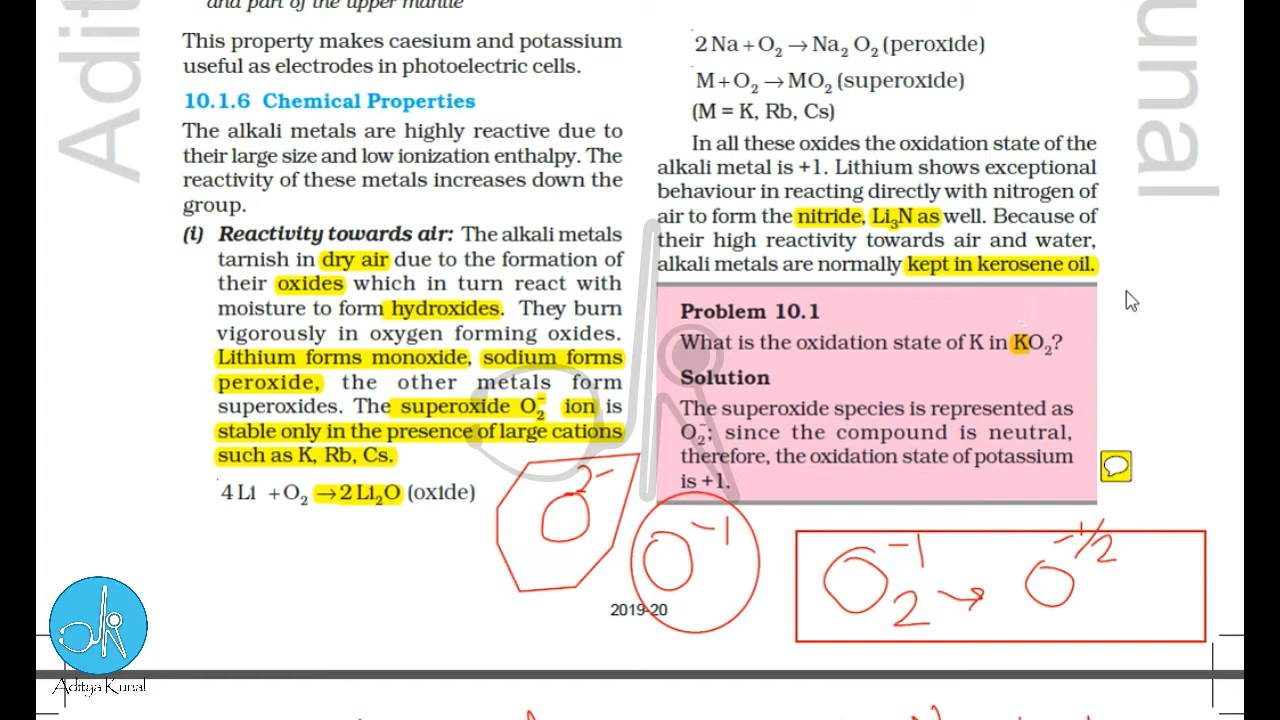 and part of the upper mantle
This property makes caesium and potassium
useful as electrodes in photoelectric cells.
10.1.6 Chemical Properties
The alkali metals are highly reactive due to
their large size and low ionization enthalpy. The
reactivity of these metals increases down the
group.
(i) Reactivity towards air: The alkali metals
tarnish in dry air due to the formation of
their oxides which in turn react with
moisture to form hydroxides. They burn
vigorously in oxygen forming oxides.
Lithium forms monoxide, sodium forms
peroxide, the other metals form
superoxides. The superoxide O₂⁻ ion is
stable only in the presence of large cations
such as K, Rb, Cs.
4 Li + O₂ → 2 Li₂O (oxide)
2 Na + O₂ → Na₂ O₂ (peroxide)
M + O₂ → MO₂ (superoxide)
(M = K, Rb, Cs)
In all these oxides the oxidation state of the
alkali metal is +1. Lithium shows exceptional
behaviour in reacting directly with nitrogen of
air to form the nitride, Li₃N as well. Because of
their high reactivity towards air and water,
alkali metals are normally kept in kerosene oil.
Problem 10.1
What is the oxidation state of K in KO₂?
Solution
The superoxide species is represented as
O₂⁻; since the compound is neutral,
therefore, the oxidation state of potassium
is +1.
O²⁻
O⁻¹
O₂⁻¹ → O⁻¹/²
2019-20
Aditya Kunal
Adit
unal